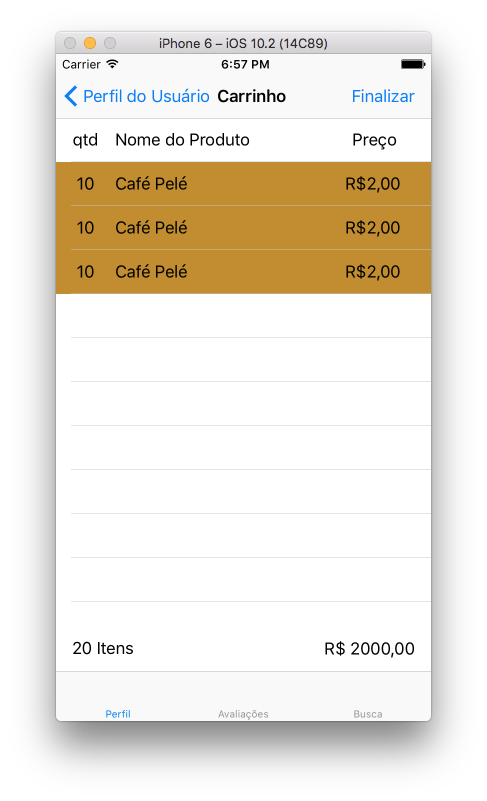 iPhone 6 – iOS 10.2 (14C89)
Carrier 6:57 PM
Perfil do Usuário Carrinho Finalizar
qtd Nome do Produto Preço
10 Café Pelé R$2,00
10 Café Pelé R$2,00
10 Café Pelé R$2,00
20 Itens R$ 2000,00
Perfil Avaliações Busca